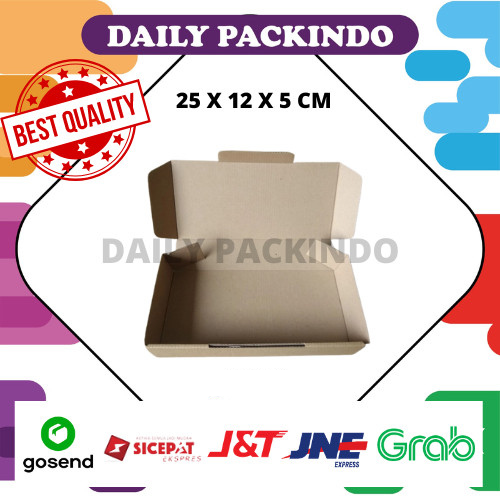 DAILY PACKINDO
BEST QUALITY
25 X 12 X 5 CM
DAILY PACKINDO
gosend
SICEPAT
EKSPRES
J&T
JNE
EXPRESS
Grab